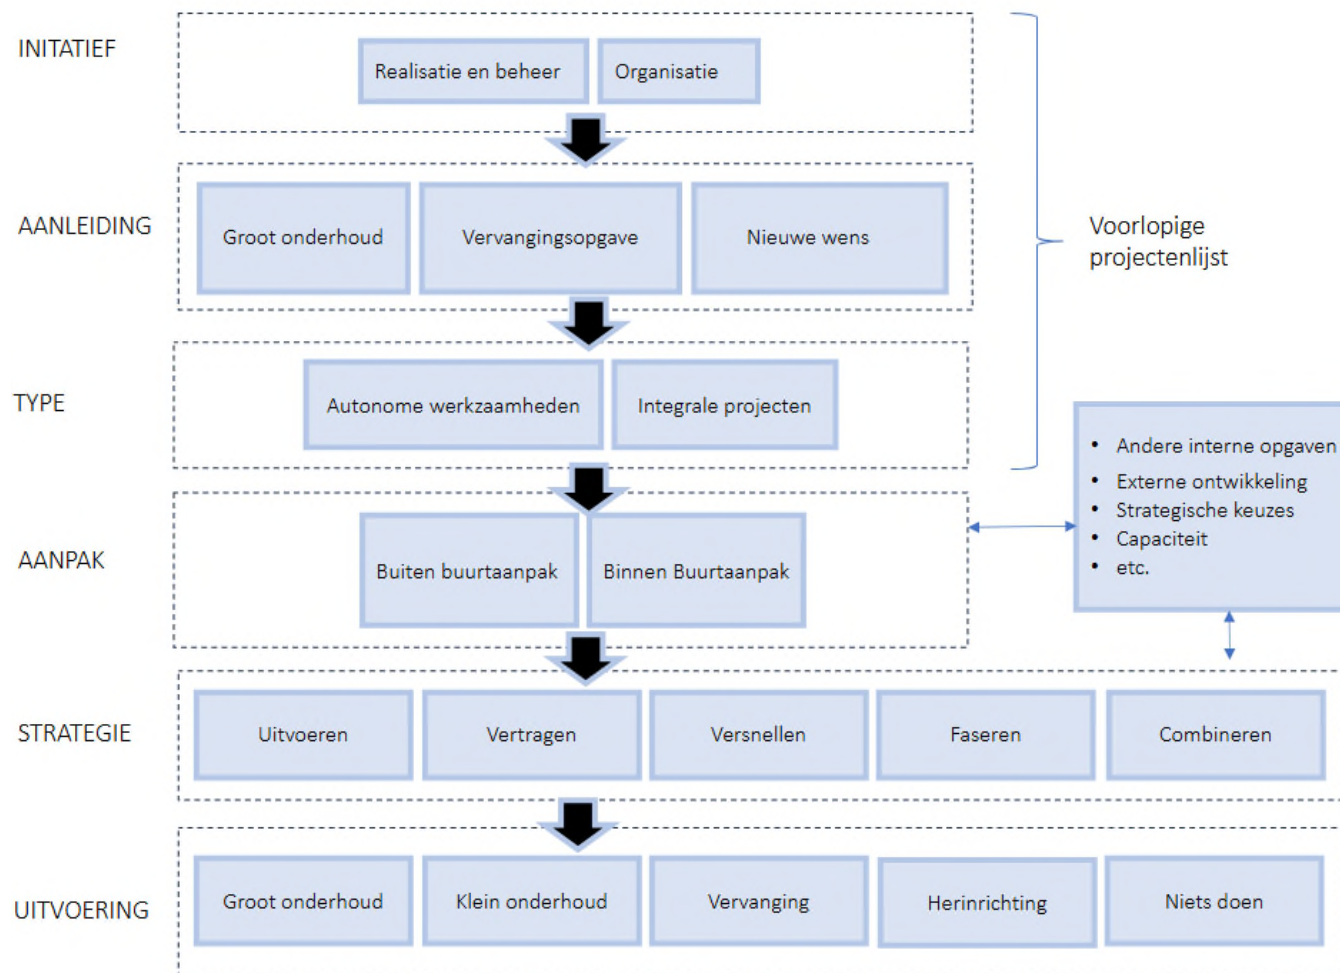 INITATIEF
Realisatie en beheer
Organisatie
AANLEIDING
Groot onderhoud
Vervangingsopgave
Nieuwe wens
Voorlopige
projectenlijst
TYPE
Autonome werkzaamheden
Integrale projecten
• Andere interne opgaven
• Externe ontwikkeling
• Strategische keuzes
• Capaciteit
• etc.
AANPAK
Buiten buurtaanpak
Binnen Buurtaanpak
STRATEGIE
Uitvoeren
Vertragen
Versnellen
Faseren
Combineren
UITVOERING
Groot onderhoud
Klein onderhoud
Vervanging
Herinrichting
Niets doen